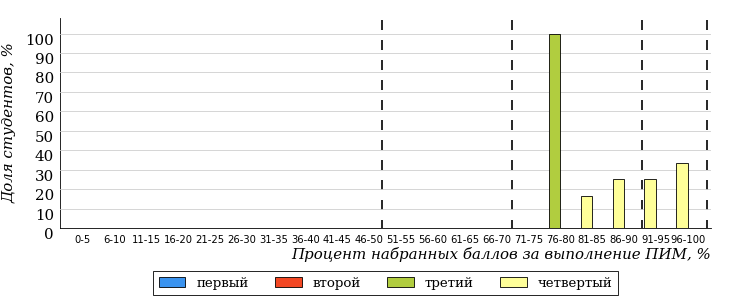 Доля студентов, %
100
90
80
70
60
50
40
30
20
10
0
0-5 6-10 11-15 16-20 21-25 26-30 31-35 36-40 41-45 46-50 51-55 56-60 61-65 66-70 71-75 76-80 81-85 86-90 91-95 96-100
Процент набранных баллов за выполнение ПИМ, %
первый второй третий четвертый